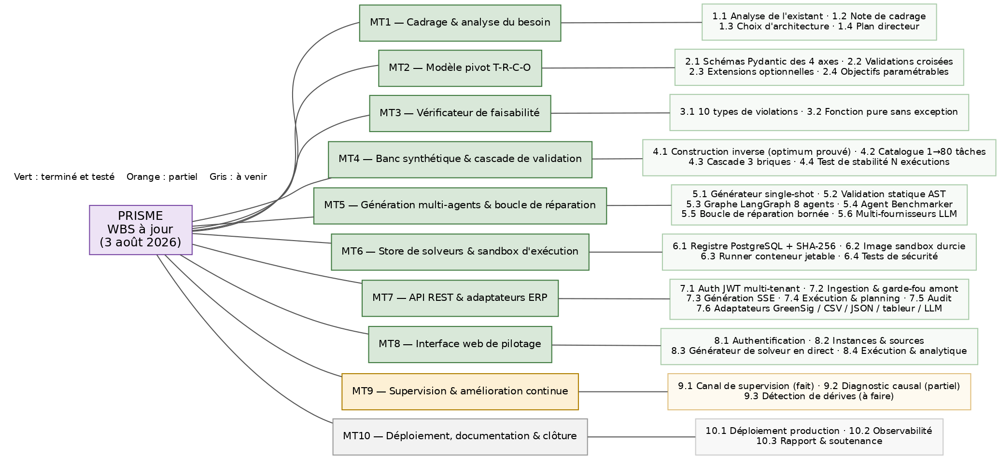 Vert : terminé et testé    Orange : partiel    Gris : à venir
PRISME
WBS à jour
(3 août 2026)
MT1 — Cadrage & analyse du besoin
1.1 Analyse de l'existant · 1.2 Note de cadrage
1.3 Choix d'architecture · 1.4 Plan directeur
MT2 — Modèle pivot T-R-C-O
2.1 Schémas Pydantic des 4 axes · 2.2 Validations croisées
2.3 Extensions optionnelles · 2.4 Objectifs paramétrables
MT3 — Vérificateur de faisabilité
3.1 10 types de violations · 3.2 Fonction pure sans exception
MT4 — Banc synthétique & cascade de validation
4.1 Construction inverse (optimum prouvé) · 4.2 Catalogue 1→80 tâches
4.3 Cascade 3 briques · 4.4 Test de stabilité N exécutions
MT5 — Génération multi-agents & boucle de réparation
5.1 Générateur single-shot · 5.2 Validation statique AST
5.3 Graphe LangGraph 8 agents · 5.4 Agent Benchmarker
5.5 Boucle de réparation bornée · 5.6 Multi-fournisseurs LLM
MT6 — Store de solveurs & sandbox d'exécution
6.1 Registre PostgreSQL + SHA-256 · 6.2 Image sandbox durcie
6.3 Runner conteneur jetable · 6.4 Tests de sécurité
MT7 — API REST & adaptateurs ERP
7.1 Auth JWT multi-tenant · 7.2 Ingestion & garde-fou amont
7.3 Génération SSE · 7.4 Exécution & planning · 7.5 Audit
7.6 Adaptateurs GreenSig / CSV / JSON / tableur / LLM
MT8 — Interface web de pilotage
8.1 Authentification · 8.2 Instances & sources
8.3 Générateur de solveur en direct · 8.4 Exécution & analytique
MT9 — Supervision & amélioration continue
9.1 Canal de supervision (fait) · 9.2 Diagnostic causal (partiel)
9.3 Détection de dérives (à faire)
MT10 — Déploiement, documentation & clôture
10.1 Déploiement production · 10.2 Observabilité
10.3 Rapport & soutenance